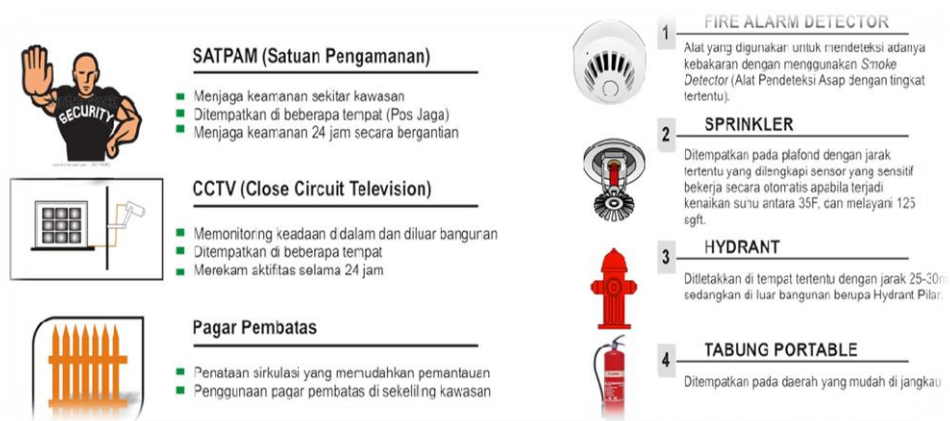 SATPAM (Satuan Pengamanan)
Menjaga keamanan sekitar kawasan
Ditempatkan di beberapa tempat (Pos Jaga)
Menjaga keamanan 24 jam secara bergantian
SECURITY
CCTV (Close Circuit Television)
Memonitoring keadaan didalam dan diluar bangunan
Ditempatkan di beberapa tempat
Merekam aktifitas selama 24 jam
Pagar Pembatas
Penataan sirkulasi yang memudahkan pemantauan
Penggunaan pagar pembatas di sekeliling kawasan
1
FIRE ALARM DETECTOR
Alat yang digunakan untuk mendeteksi adanya
kebakaran dengan menggunakan Smoke
Detector (Alat Pendeteksi Asap dengan tingkat
tertentu).
2
SPRINKLER
Ditempatkan pada plafond dengan jarak
tertentu yang dilengkapi sensor yang sensitif
bekerja secara otomatis apabila terjadi
kenaikan suhu antara 35F, dan melayani 125
sgft.
3
HYDRANT
Ditletakkan di tempat tertentu dengan jarak 25-30m
sedangkan di luar bangunan berupa Hydrant Pilar.
4
TABUNG PORTABLE
Ditempatkan pada daerah yang mudah di jangkau